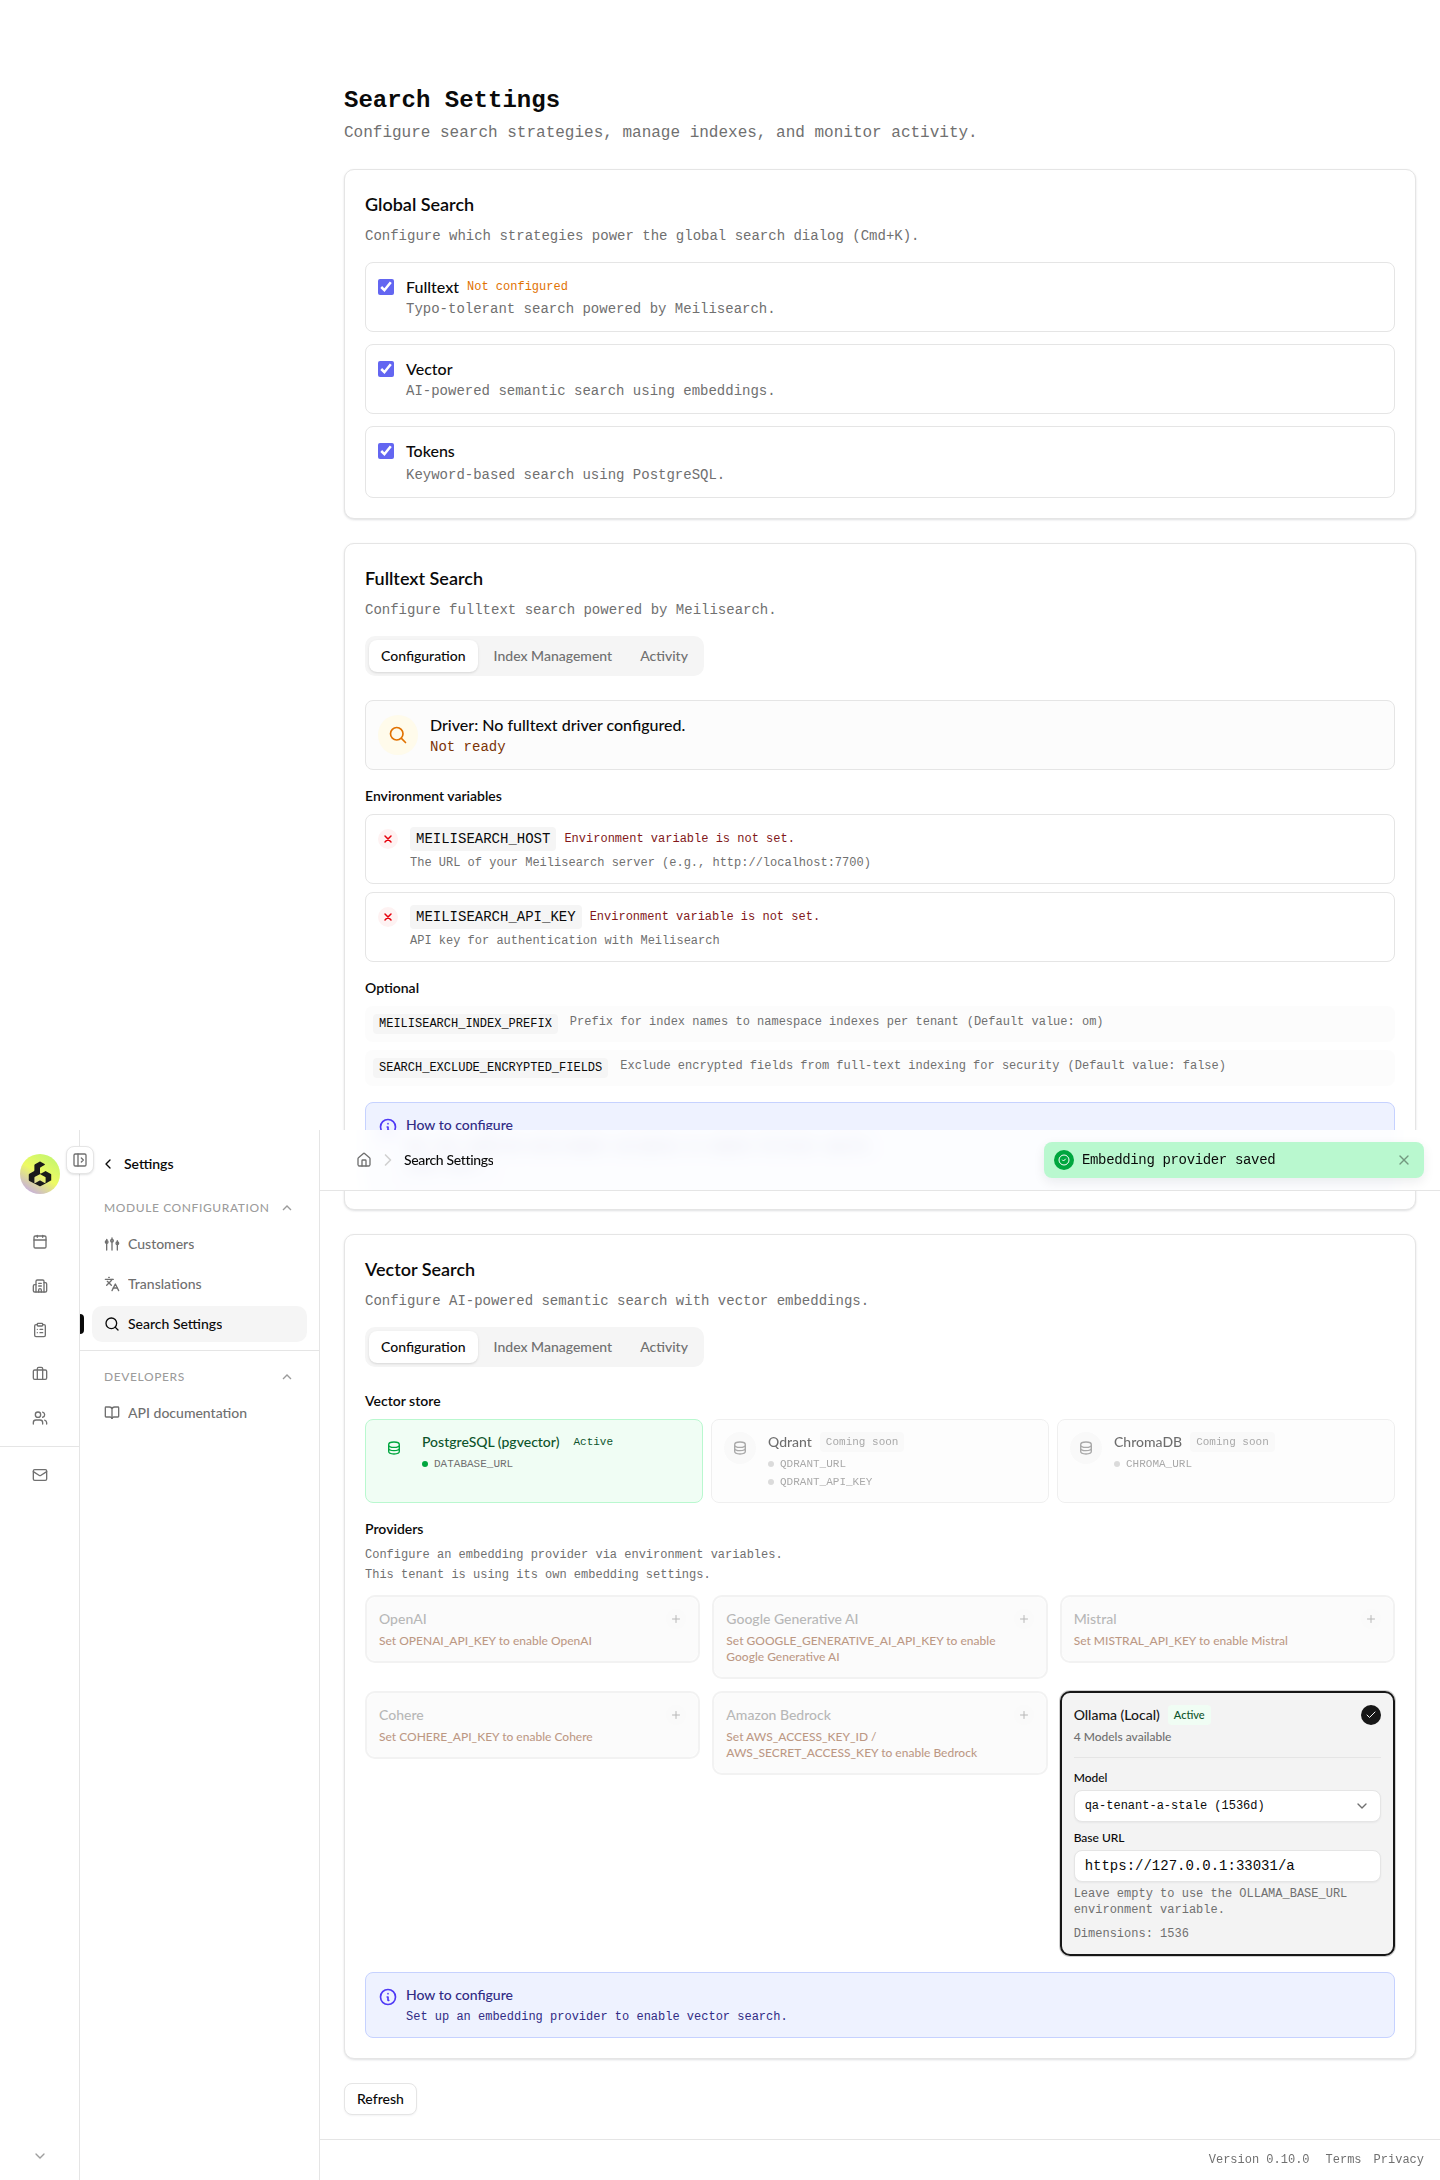 Search Settings
Configure search strategies, manage indexes, and monitor activity.
Global Search
Configure which strategies power the global search dialog (Cmd+K).
Fulltext Not configured
Typo-tolerant search powered by Meilisearch.
Vector
AI-powered semantic search using embeddings.
Tokens
Keyword-based search using PostgreSQL.
Fulltext Search
Configure fulltext search powered by Meilisearch.
Configuration Index Management Activity
Driver: No fulltext driver configured.
Not ready
Environment variables
MEILISEARCH_HOST Environment variable is not set.
The URL of your Meilisearch server (e.g., http://localhost:7700)
MEILISEARCH_API_KEY Environment variable is not set.
API key for authentication with Meilisearch
Optional
MEILISEARCH_INDEX_PREFIX Prefix for index names to namespace indexes per tenant (Default value: om)
SEARCH_EXCLUDE_ENCRYPTED_FIELDS Exclude encrypted fields from full-text indexing for security (Default value: false)
How to configure
Settings
MODULE CONFIGURATION
Customers
Translations
Search Settings
DEVELOPERS
API documentation
Search Settings
Embedding provider saved
Vector Search
Configure AI-powered semantic search with vector embeddings.
Configuration Index Management Activity
Vector store
PostgreSQL (pgvector) Active
DATABASE_URL
Qdrant Coming soon
QDRANT_URL
QDRANT_API_KEY
ChromaDB Coming soon
CHROMA_URL
Providers
Configure an embedding provider via environment variables.
This tenant is using its own embedding settings.
OpenAI
Set OPENAI_API_KEY to enable OpenAI
Google Generative AI
Set GOOGLE_GENERATIVE_AI_API_KEY to enable
Google Generative AI
Mistral
Set MISTRAL_API_KEY to enable Mistral
Cohere
Set COHERE_API_KEY to enable Cohere
Amazon Bedrock
Set AWS_ACCESS_KEY_ID /
AWS_SECRET_ACCESS_KEY to enable Bedrock
Ollama (Local) Active
4 Models available
Model
qa-tenant-a-stale (1536d)
Base URL
https://127.0.0.1:33031/a
Leave empty to use the OLLAMA_BASE_URL
environment variable.
Dimensions: 1536
How to configure
Set up an embedding provider to enable vector search.
Refresh
Version 0.10.0 Terms Privacy